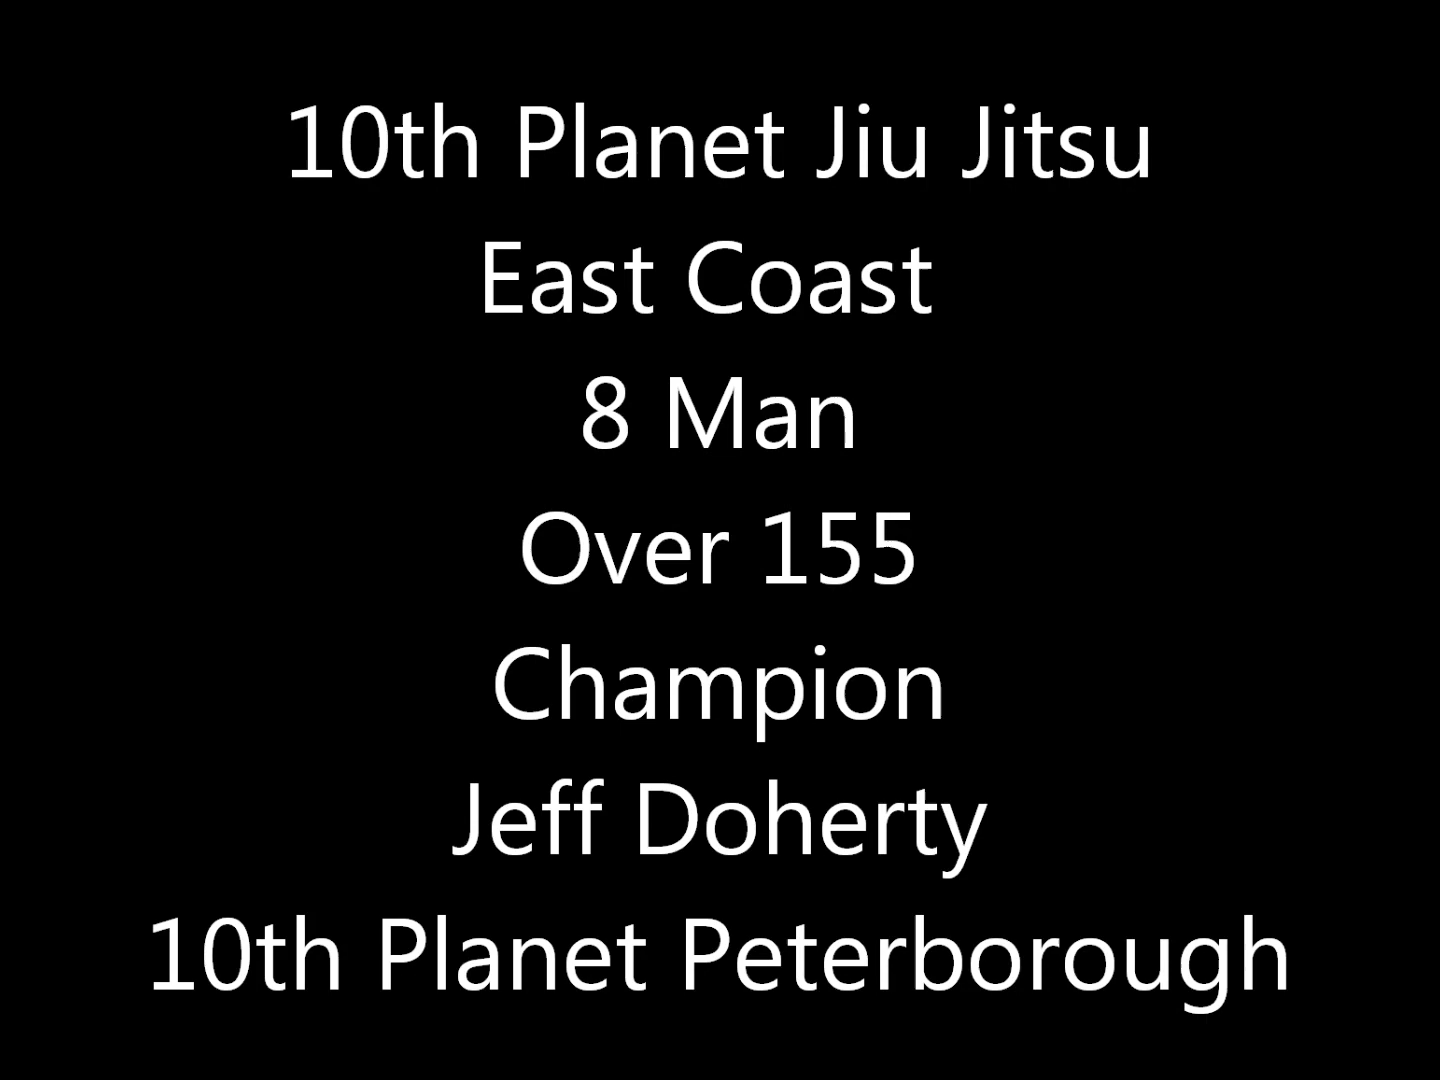 10th Planet Jiu Jitsu
East Coast
8 Man
Over 155
Champion
Jeff Doherty
10th Planet Peterborough